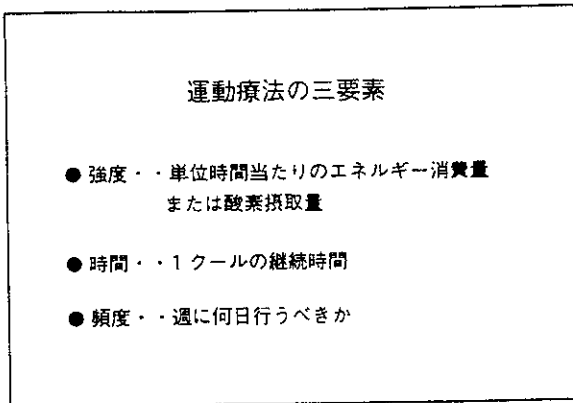 運動療法の三要素
● 強度・・単位時間当たりのエネルギー消費量
または酸素摂取量
● 時間・・1クールの継続時間
● 頻度・・週に何日行うべきか